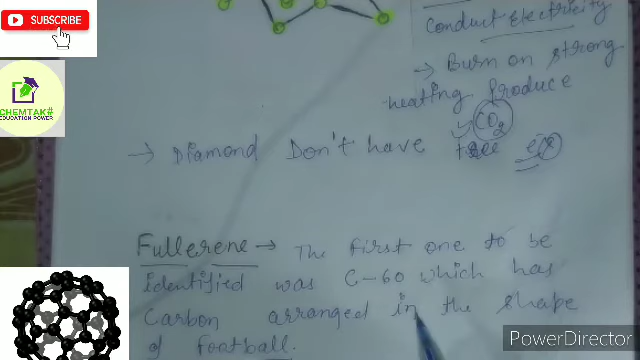 SUBSCRIBE
CHEMTAK#
EDUCATION POWER
Conduct Electricity
→ Burn on strong
heating produce
CO2
→ Diamond Don't have free e
Fullerene → The first one to be
identified was C-60 which has
Carbon arranged in the shape
of Football.
PowerDirector